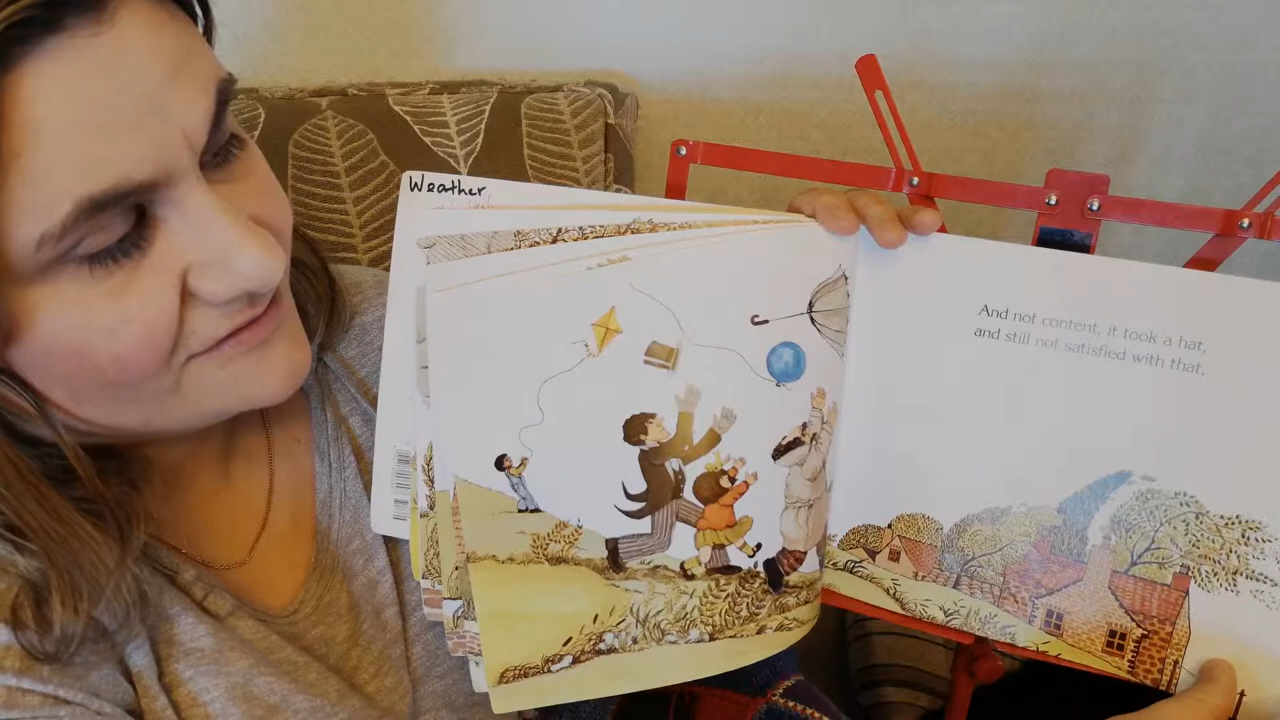 Weather
And not content, it took a hat,
and still not satisfied with that,